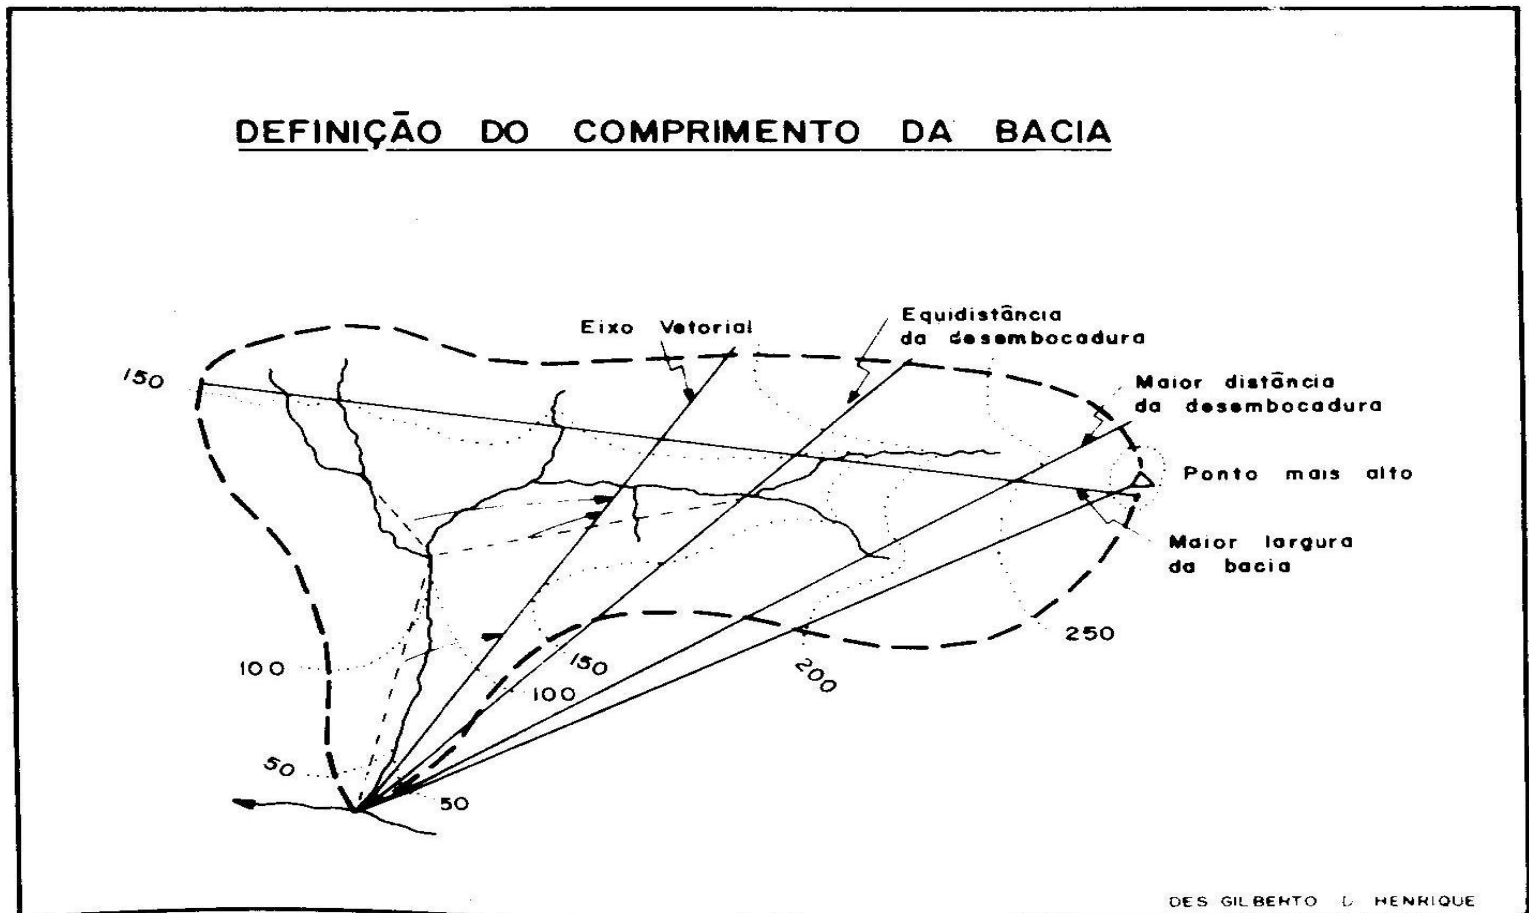 DEFINIÇÃO DO COMPRIMENTO DA BACIA
Eixo Vetorial
Equidistância
da desembocadura
Maior distância
da desembocadura
Ponto mais alto
Maior largura
da bacia
150
100
50
50
100
150
200
250
DES GILBERTO HENRIQUE